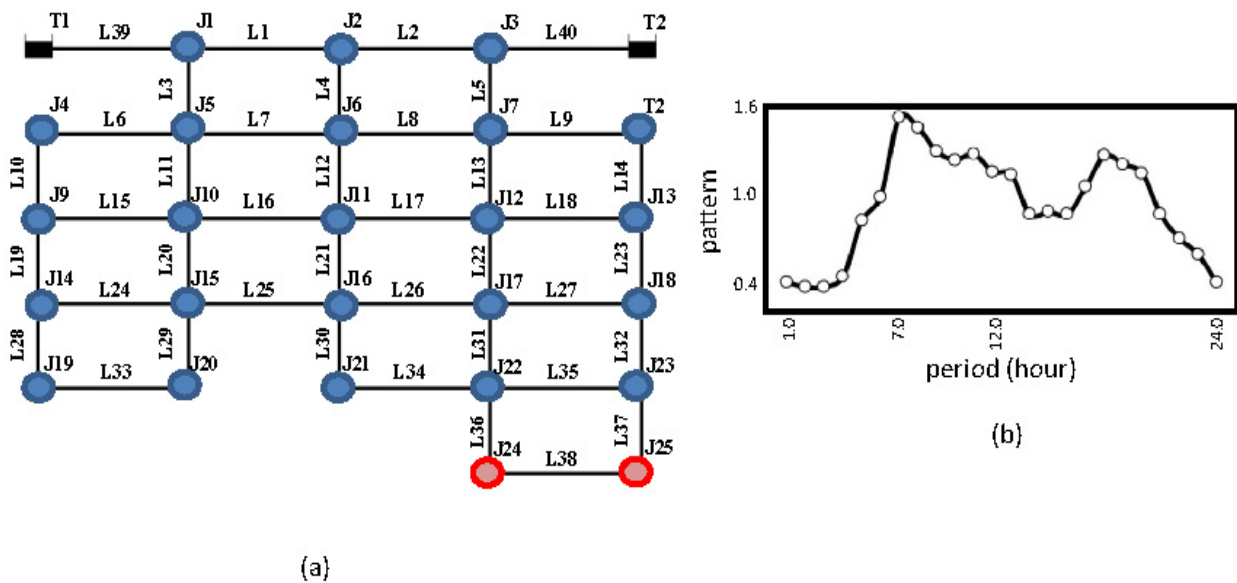 T1 L39 J1 L1 J2 L2 J3 L40 T2
L3 L4 L5
J4 L6 J5 L7 J6 L8 J7 L9 T2
L10 L11 L12 L13 L14
J9 L15 J10 L16 J11 L17 J12 L18 J13
L19 L20 L21 L22 L23
J14 L24 J15 L25 J16 L26 J17 L27 J18
L28 L29 L30 L31 L32
J19 L33 J20 J21 L34 J22 L35 J23
L36 L37
J24 L38 J25
(a)
1.6
1.0
0.4
pattern
1.0 7.0 12.0 24.0
period (hour)
(b)